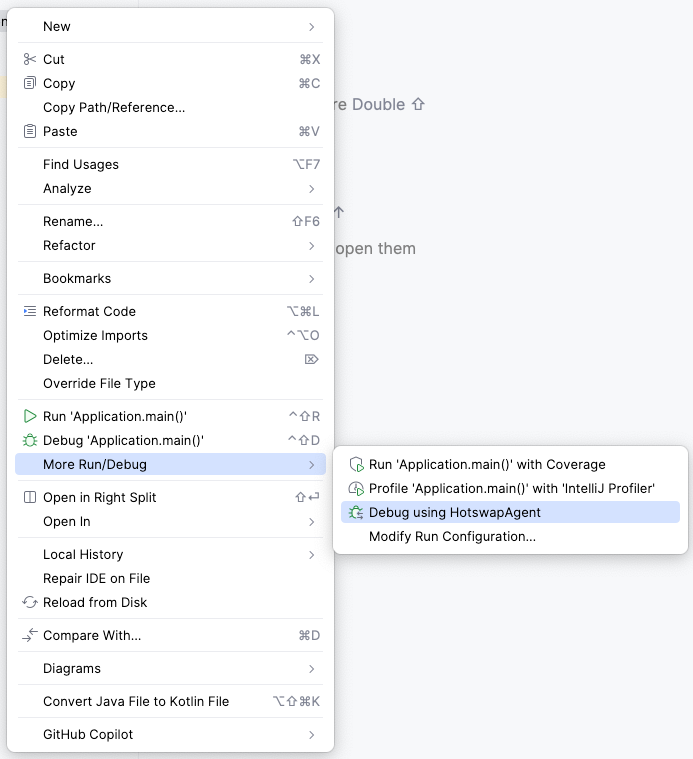 New
Cut ⌘X
Copy ⌘C
Copy Path/Reference...
re Double ⇧
Paste ⌘V
Find Usages ⌥F7
Analyze
Rename... ⇧F6
Refactor
open them
Bookmarks
Reformat Code ⌥⌘L
Optimize Imports ^⌥O
Delete... ⌦
Override File Type
Run 'Application.main()' ^⇧R
Debug 'Application.main()' ^⇧D
More Run/Debug
Run 'Application.main()' with Coverage
Profile 'Application.main()' with 'IntelliJ Profiler'
Debug using HotswapAgent
Modify Run Configuration...
Open in Right Split ⇧⏎
Open In
Local History
Repair IDE on File
Reload from Disk
Compare With... ⌘D
Diagrams
Convert Java File to Kotlin File ⌥⇧⌘K
GitHub Copilot